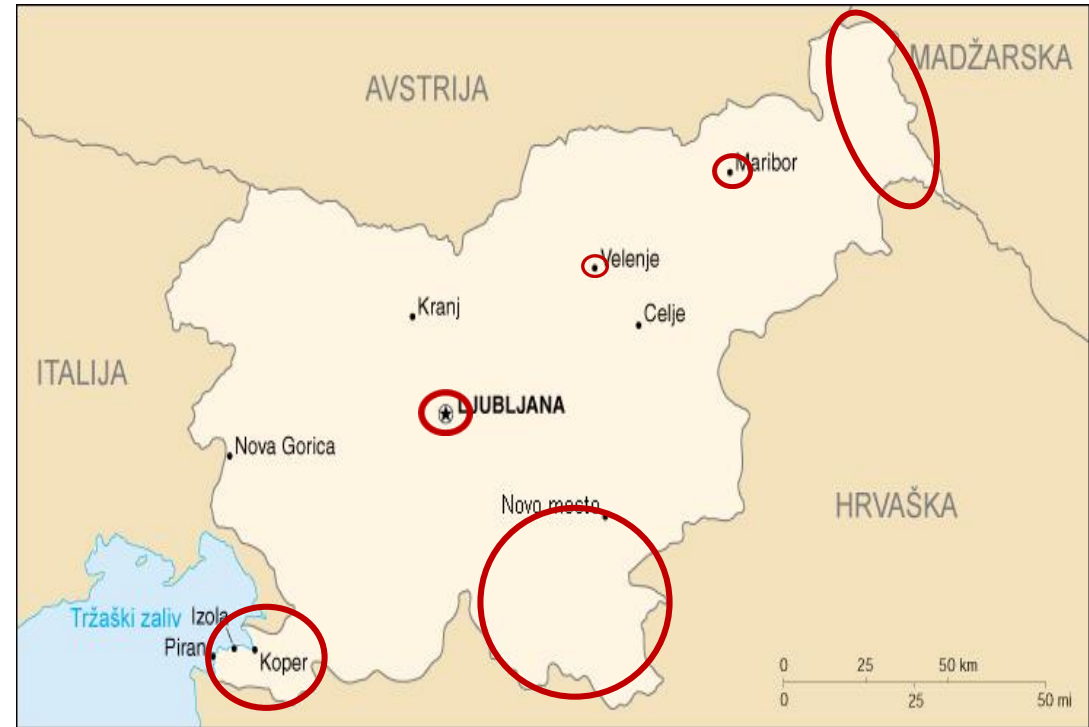 MADŽARSKA
AVSTRIJA
Maribor
Velenje
Kranj
Celje
ITALIJA
LJUBLJANA
Nova Gorica
Novo mesto
HRVAŠKA
Tržaški zaliv
Izola
Piran
Koper
0 25 50 km
0 25 50 mi